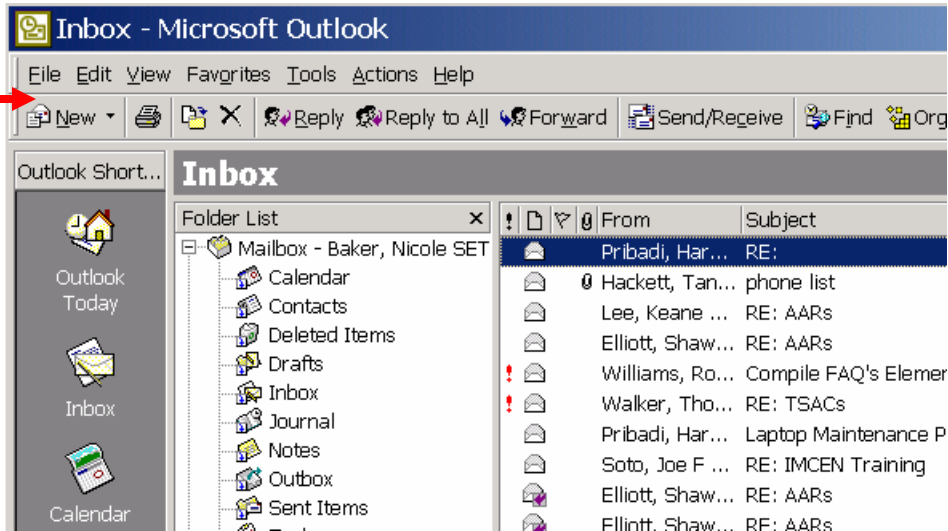 Inbox - Microsoft Outlook
File Edit View Favorites Tools Actions Help
New Reply Reply to All Forward Send/Receive Find Org
Outlook Short... Inbox
Folder List ! From Subject
Mailbox - Baker, Nicole SET Pribadi, Har... RE:
Outlook Today
Calendar Hackett, Tan... phone list
Contacts Lee, Keane ... RE: AARs
Deleted Items Elliott, Shaw... RE: AARs
Drafts ! Williams, Ro... Compile FAQ's Elemer
Inbox
Inbox ! Walker, Tho... RE: TSACs
Journal Pribadi, Har... Laptop Maintenance P
Notes Soto, Joe F ... RE: IMCEN Training
Calendar
Outbox Elliott, Shaw... RE: AARs
Sent Items Elliott, Shaw... RE: AARs